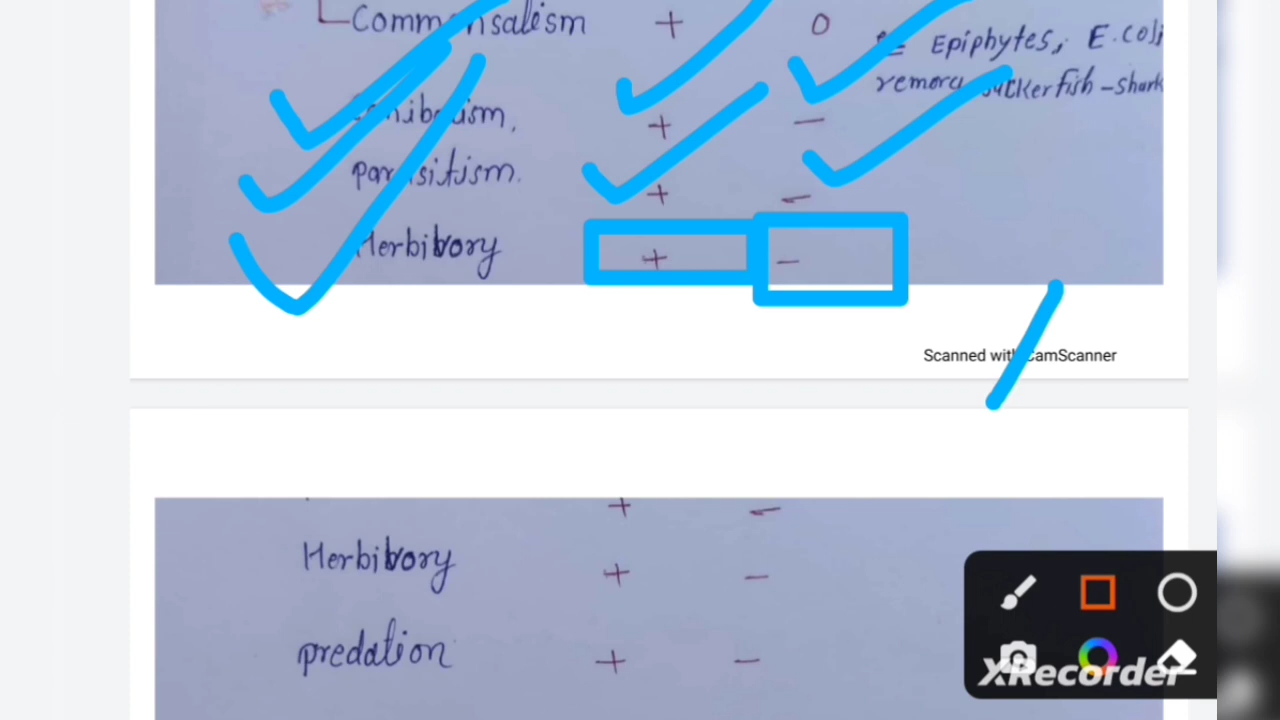 Commensalism + 0 Epiphytes, E.coli
remora suckerfish - shark
+ −
parasitism. + −
Herbivory + −
Scanned with CamScanner
+ −
Herbivory + −
predation + −
XRecorder